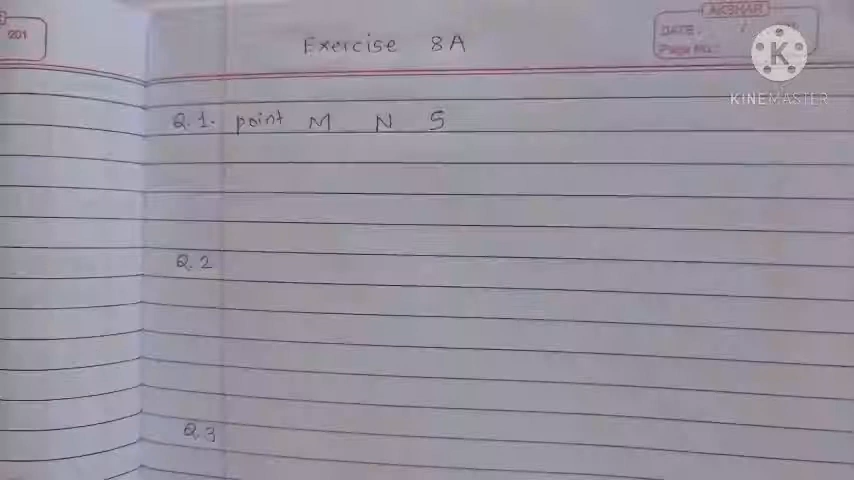 201
AKSHAR
DATE: / /
Page No.:
KINEMASTER
Exercise 8A
Q.1. point M N S
Q.2
Q.3